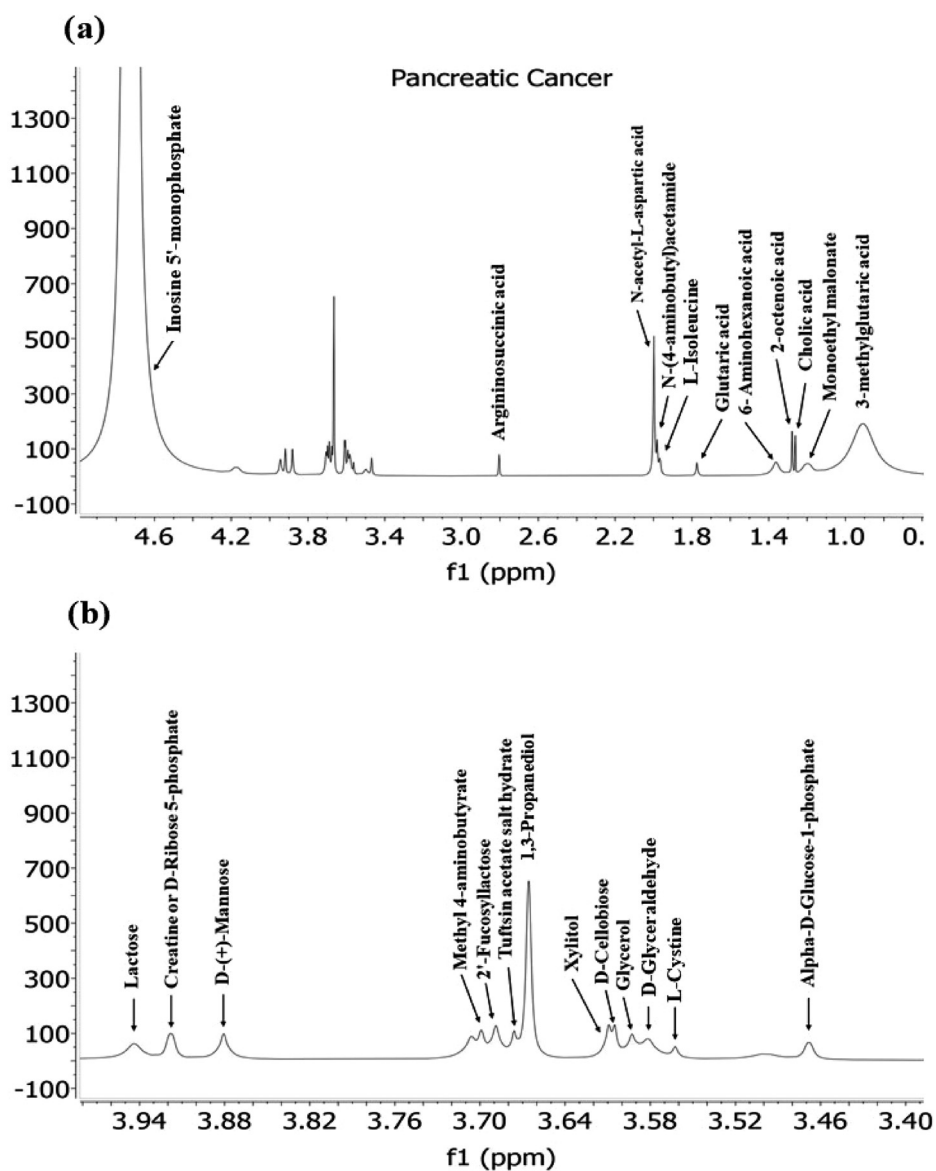 (a)
Pancreatic Cancer
1300
1100
900
700
500
300
100
-100
Inosine 5'-monophosphate
Argininosuccinic acid
N-acetyl-L-aspartic acid
N-(4-aminobutyl)acetamide
L-Isoleucine
Glutaric acid
6- Aminohexanoic acid
2-octenoic acid
Cholic acid
Monoethyl malonate
3-methylglutaric acid
4.6 4.2 3.8 3.4 3.0 2.6 2.2 1.8 1.4 1.0 0.
f1 (ppm)
(b)
1300
1100
900
700
500
300
100
-100
Lactose
Creatine or D-Ribose 5-phosphate
D-(+)-Mannose
Methyl 4-aminobutyrate
2'-Fucosyllactose
Tuftsin acetate salt hydrate
1,3-Propanediol
Xylitol
D-Cellobiose
Glycerol
D-Glyceraldehyde
L-Cystine
Alpha-D-Glucose-1-phosphate
3.94 3.88 3.82 3.76 3.70 3.64 3.58 3.52 3.46 3.40
f1 (ppm)